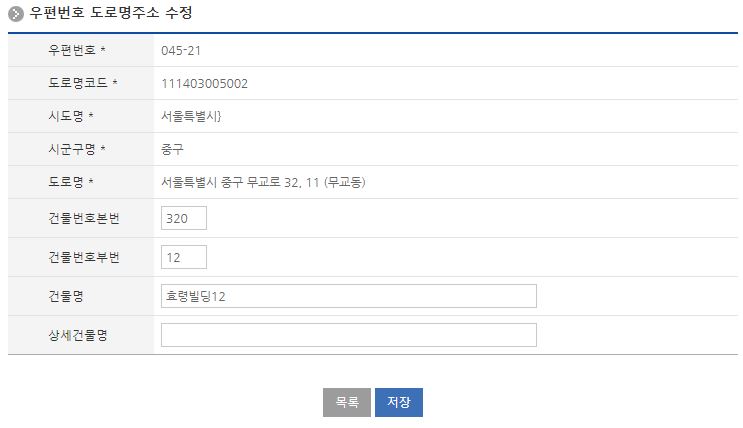 우편번호 도로명주소 수정
우편번호 * 045-21
도로명코드 * 111403005002
시도명 * 서울특별시}
시군구명 * 중구
도로명 * 서울특별시 중구 무교로 32, 11 (무교동)
건물번호본번 320
건물번호부번 12
건물명 효령빌딩12
상세건물명
목록 저장